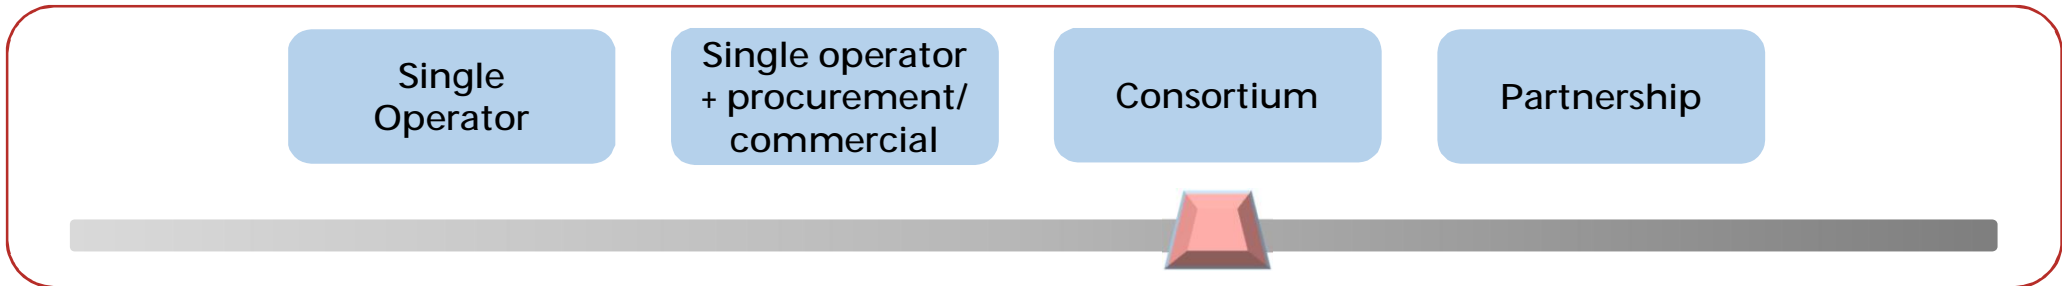 Single
Operator
Single operator
+ procurement/
commercial
Consortium
Partnership